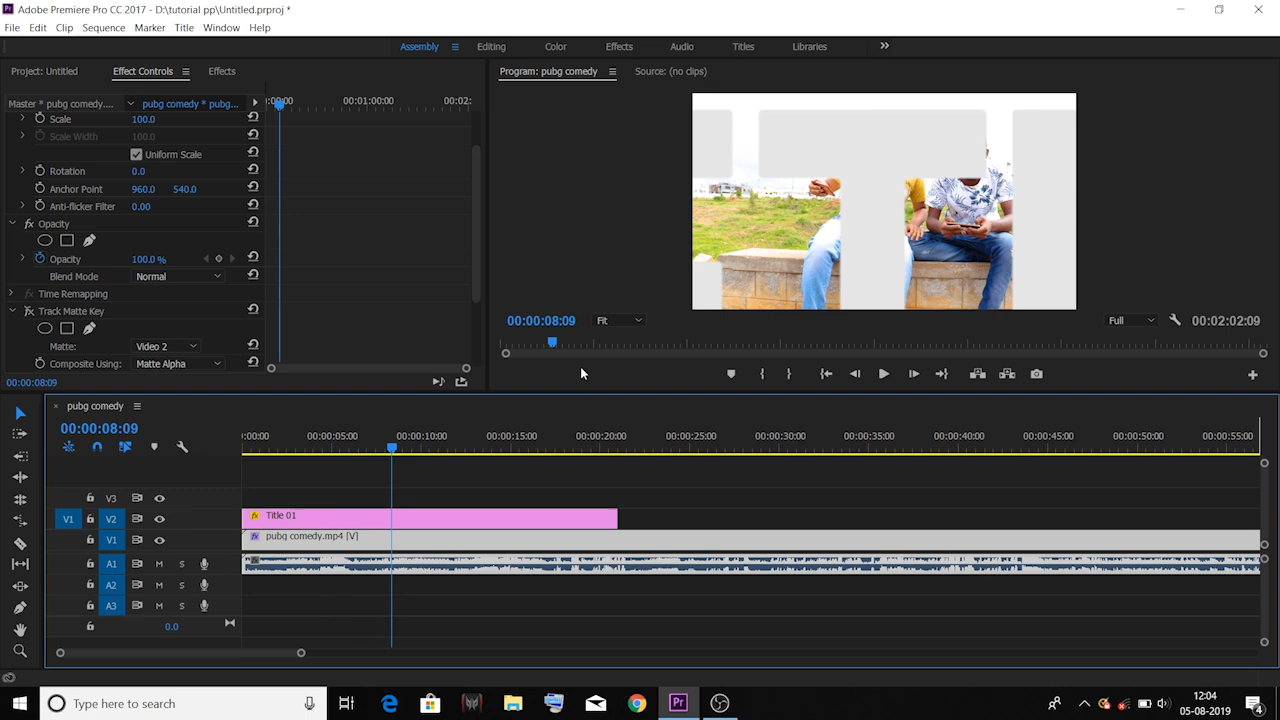 Adobe Premiere Pro CC 2017 - D:\tutorial pp\Untitled.prproj *
File Edit Clip Sequence Marker Title Window Help
Assembly Editing Color Effects Audio Titles Libraries
Project: Untitled Effect Controls Effects Program: pubg comedy Source: (no clips)
Master * pubg comedy.... pubg comedy * pubg... :00:00 00:01:00:00 00:02:
Scale 100.0
Scale Width 100.0
Uniform Scale
Rotation 0.0
Anchor Point 960.0 540.0
Anti-flicker Filter 0.00
fx Opacity
Opacity 100.0 %
Blend Mode Normal
Time Remapping
fx Track Matte Key
Matte: Video 2
Composite Using: Matte Alpha
00:00:08:09
00:00:08:09 Fit Full 00:02:02:09
× pubg comedy
00:00:08:09
:00:00 00:00:05:00 00:00:10:00 00:00:15:00 00:00:20:00 00:00:25:00 00:00:30:00 00:00:35:00 00:00:40:00 00:00:45:00 00:00:50:00 00:00:55:00
V3
V1 V2 fx Title 01
V1 fx pubg comedy.mp4 [V]
A1 M S fx
A2 M S
A3 M S
0.0
Type here to search
Pr
12:04
05-08-2019
4